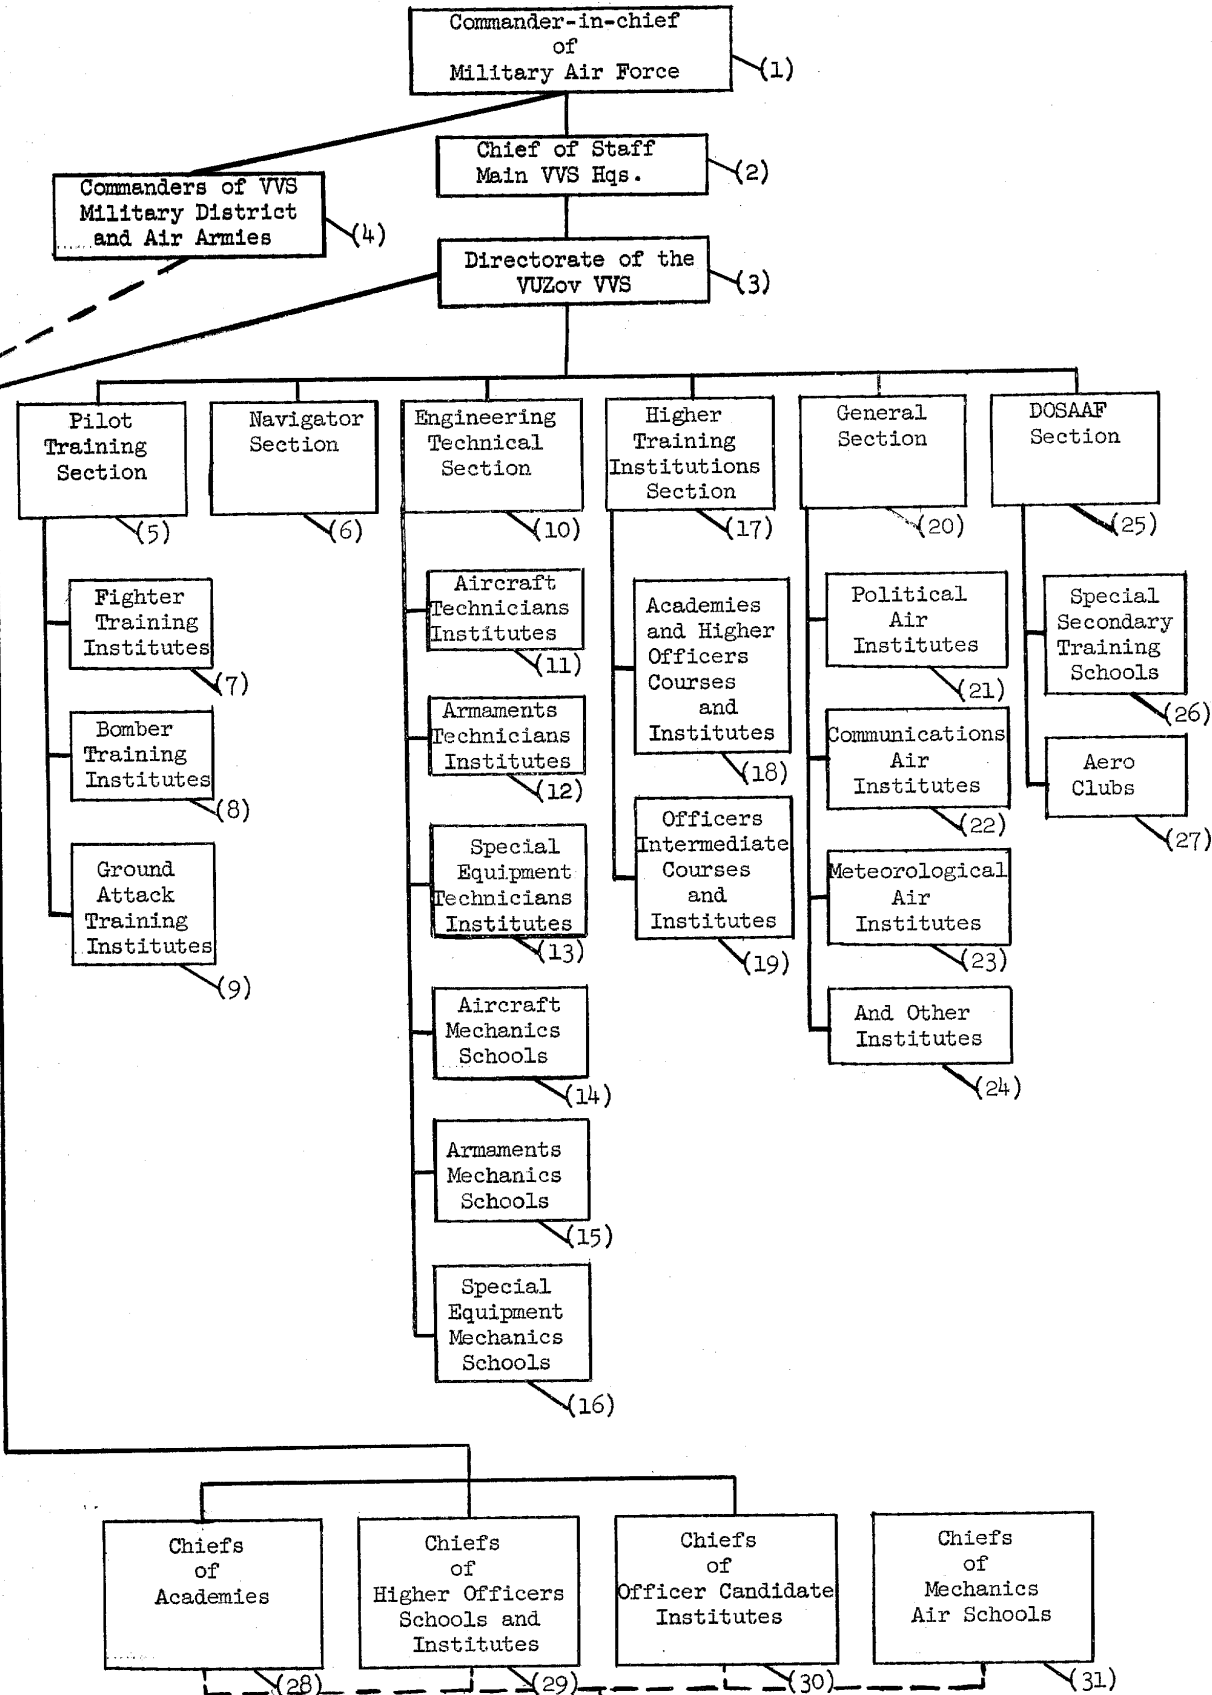 Commander-in-chief
of
Military Air Force
(1)
Chief of Staff
Main VVS Hqs.
(2)
Commanders of VVS
Military District
and Air Armies
(4)
Directorate of the
VUZov VVS
(3)
Pilot
Training
Section
(5)
Navigator
Section
(6)
Engineering
Technical
Section
(10)
Higher
Training
Institutions
Section
(17)
General
Section
(20)
DOSAAF
Section
(25)
Fighter
Training
Institutes
(7)
Bomber
Training
Institutes
(8)
Ground
Attack
Training
Institutes
(9)
Aircraft
Technicians
Institutes
(11)
Armaments
Technicians
Institutes
(12)
Special
Equipment
Technicians
Institutes
(13)
Aircraft
Mechanics
Schools
(14)
Armaments
Mechanics
Schools
(15)
Special
Equipment
Mechanics
Schools
(16)
Academies
and Higher
Officers
Courses
and
Institutes
(18)
Officers
Intermediate
Courses
and
Institutes
(19)
Political
Air
Institutes
(21)
Communications
Air
Institutes
(22)
Meteorological
Air
Institutes
(23)
And Other
Institutes
(24)
Special
Secondary
Training
Schools
(26)
Aero
Clubs
(27)
Chiefs
of
Academies
(28)
Chiefs
of
Higher Officers
Schools and
Institutes
(29)
Chiefs
of
Officer Candidate
Institutes
(30)
Chiefs
of
Mechanics
Air Schools
(31)